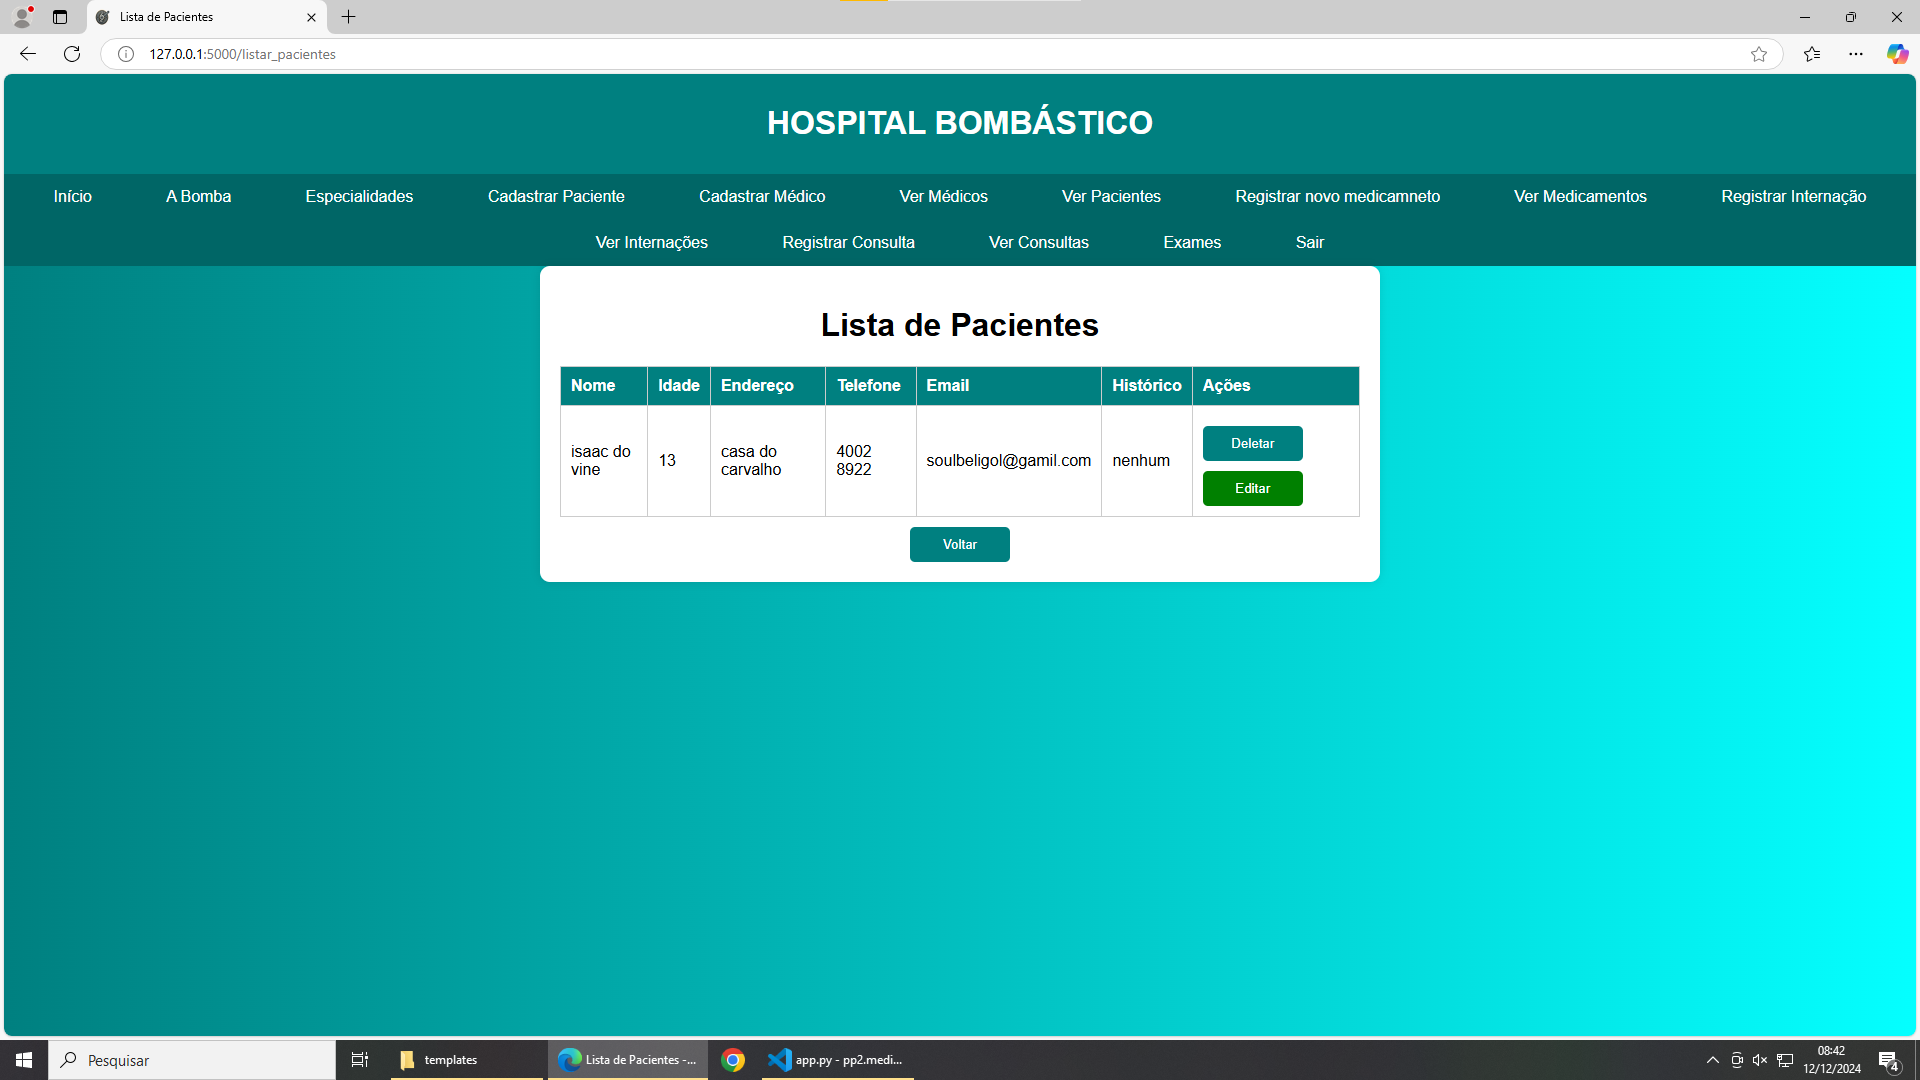 Lista de Pacientes
127.0.0.1:5000/listar_pacientes
HOSPITAL BOMBÁSTICO
Início A Bomba Especialidades Cadastrar Paciente Cadastrar Médico Ver Médicos Ver Pacientes Registrar novo medicamneto Ver Medicamentos Registrar Internação
Ver Internações Registrar Consulta Ver Consultas Exames Sair
Lista de Pacientes
Nome Idade Endereço Telefone Email Histórico Ações
isaac do
vine
13
casa do
carvalho
4002
8922
soulbeligol@gamil.com
nenhum
Deletar
Editar
Voltar
Pesquisar
templates
Lista de Pacientes -...
app.py - pp2.medi...
08:42
12/12/2024
4